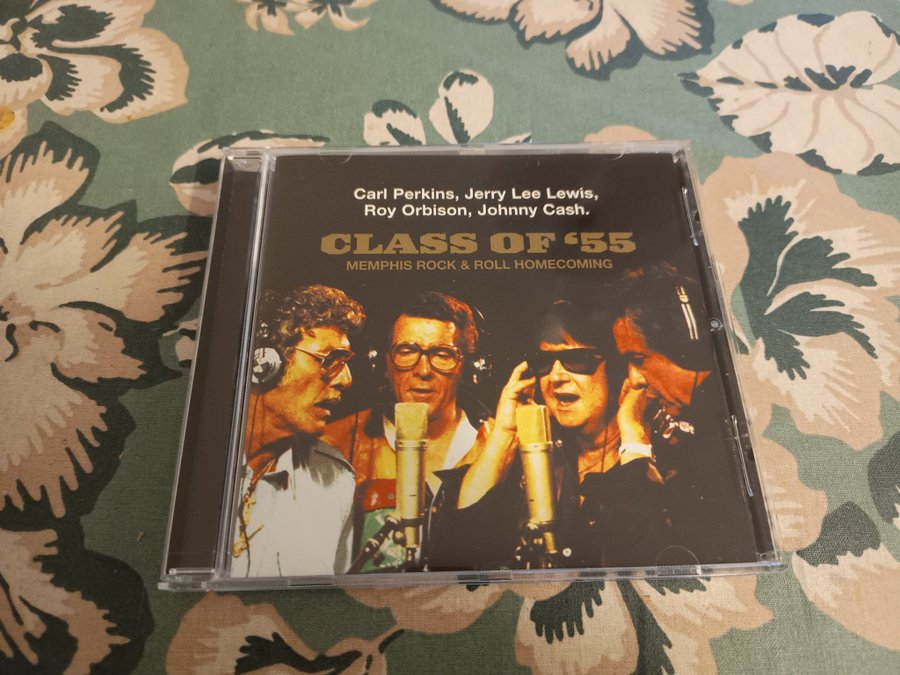 Carl Perkins, Jerry Lee Lewis,
Roy Orbison, Johnny Cash.
CLASS OF ‘55
MEMPHIS ROCK & ROLL HOMECOMING